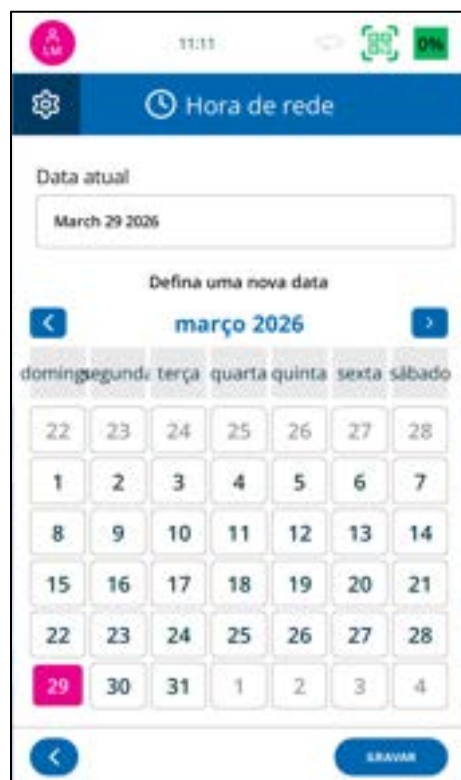 LM 11:11 0%
Hora de rede
Data atual
March 29 2026
Defina uma nova data
março 2026
domingo segunda terça quarta quinta sexta sábado
22 23 24 25 26 27 28
1 2 3 4 5 6 7
8 9 10 11 12 13 14
15 16 17 18 19 20 21
22 23 24 25 26 27 28
29 30 31 1 2 3 4
GRAVAR